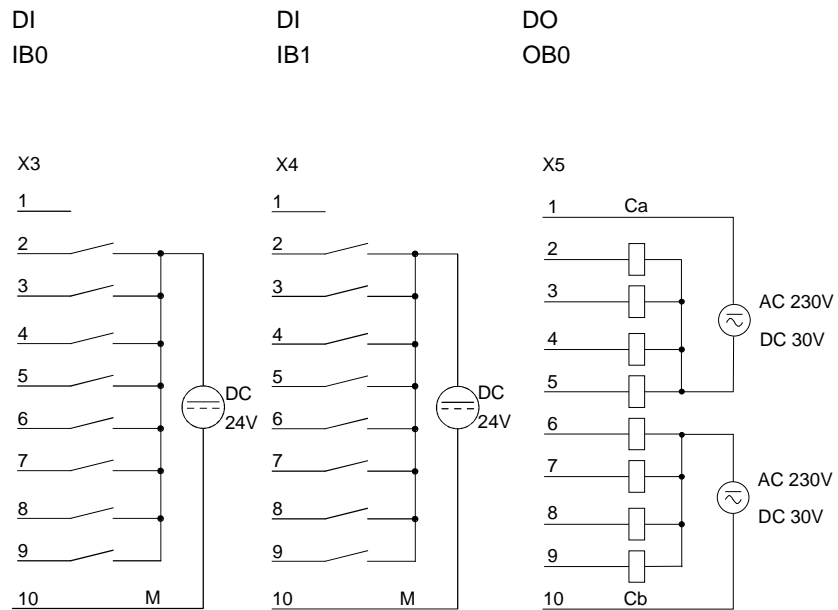 DI DI DO
IB0 IB1 OB0
X3 X4 X5
1 1 1 Ca
2 2 2
3 3 3 AC 230V
4 4 4 DC 30V
5 DC 5 DC 5
6 24V 6 24V 6
7 7 7 AC 230V
8 8 8 DC 30V
9 9 9
10 M 10 M 10 Cb